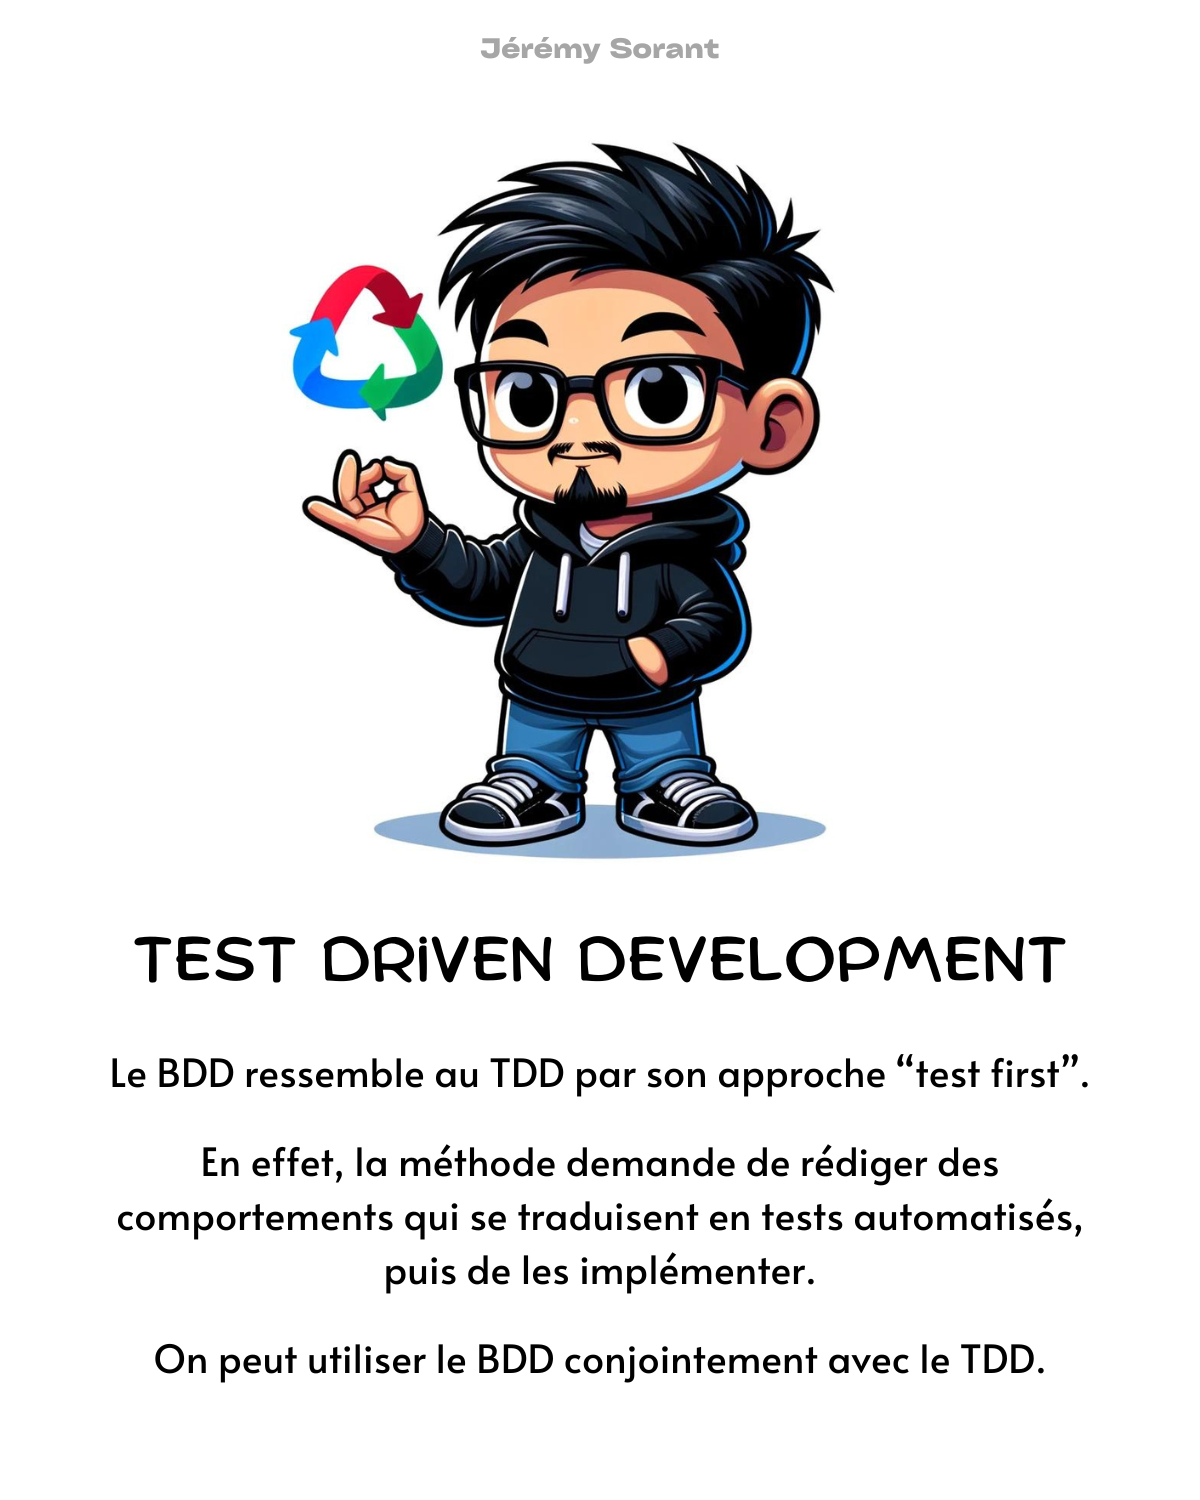 Jérémy Sorant
TEST DRiVEN DEVELOPMENT
Le BDD ressemble au TDD par son approche “test first”.
En effet, la méthode demande de rédiger des
comportements qui se traduisent en tests automatisés,
puis de les implémenter.
On peut utiliser le BDD conjointement avec le TDD.